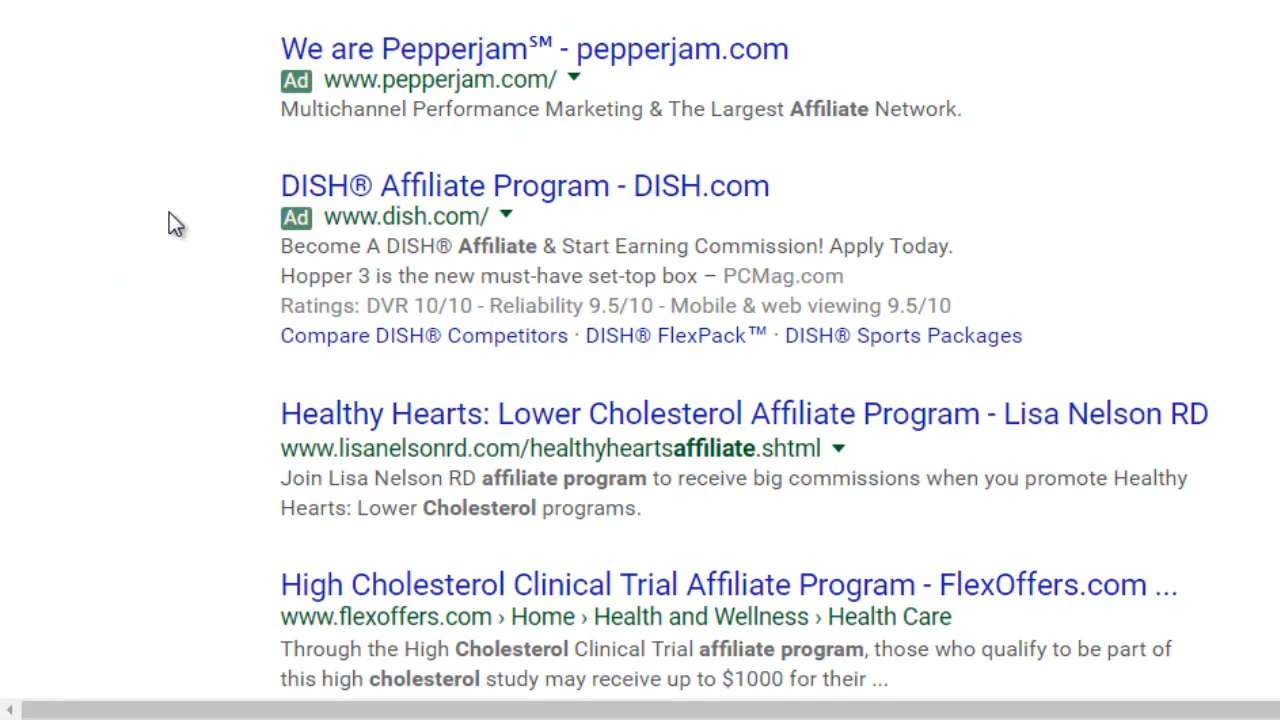 We are Pepperjam℠ - pepperjam.com
Ad www.pepperjam.com/
Multichannel Performance Marketing & The Largest Affiliate Network.
DISH® Affiliate Program - DISH.com
Ad www.dish.com/
Become A DISH® Affiliate & Start Earning Commission! Apply Today.
Hopper 3 is the new must-have set-top box – PCMag.com
Ratings: DVR 10/10 - Reliability 9.5/10 - Mobile & web viewing 9.5/10
Compare DISH® Competitors · DISH® FlexPack™ · DISH® Sports Packages
Healthy Hearts: Lower Cholesterol Affiliate Program - Lisa Nelson RD
www.lisanelsonrd.com/healthyheartsaffiliate.shtml
Join Lisa Nelson RD affiliate program to receive big commissions when you promote Healthy
Hearts: Lower Cholesterol programs.
High Cholesterol Clinical Trial Affiliate Program - FlexOffers.com ...
www.flexoffers.com › Home › Health and Wellness › Health Care
Through the High Cholesterol Clinical Trial affiliate program, those who qualify to be part of
this high cholesterol study may receive up to $1000 for their ...